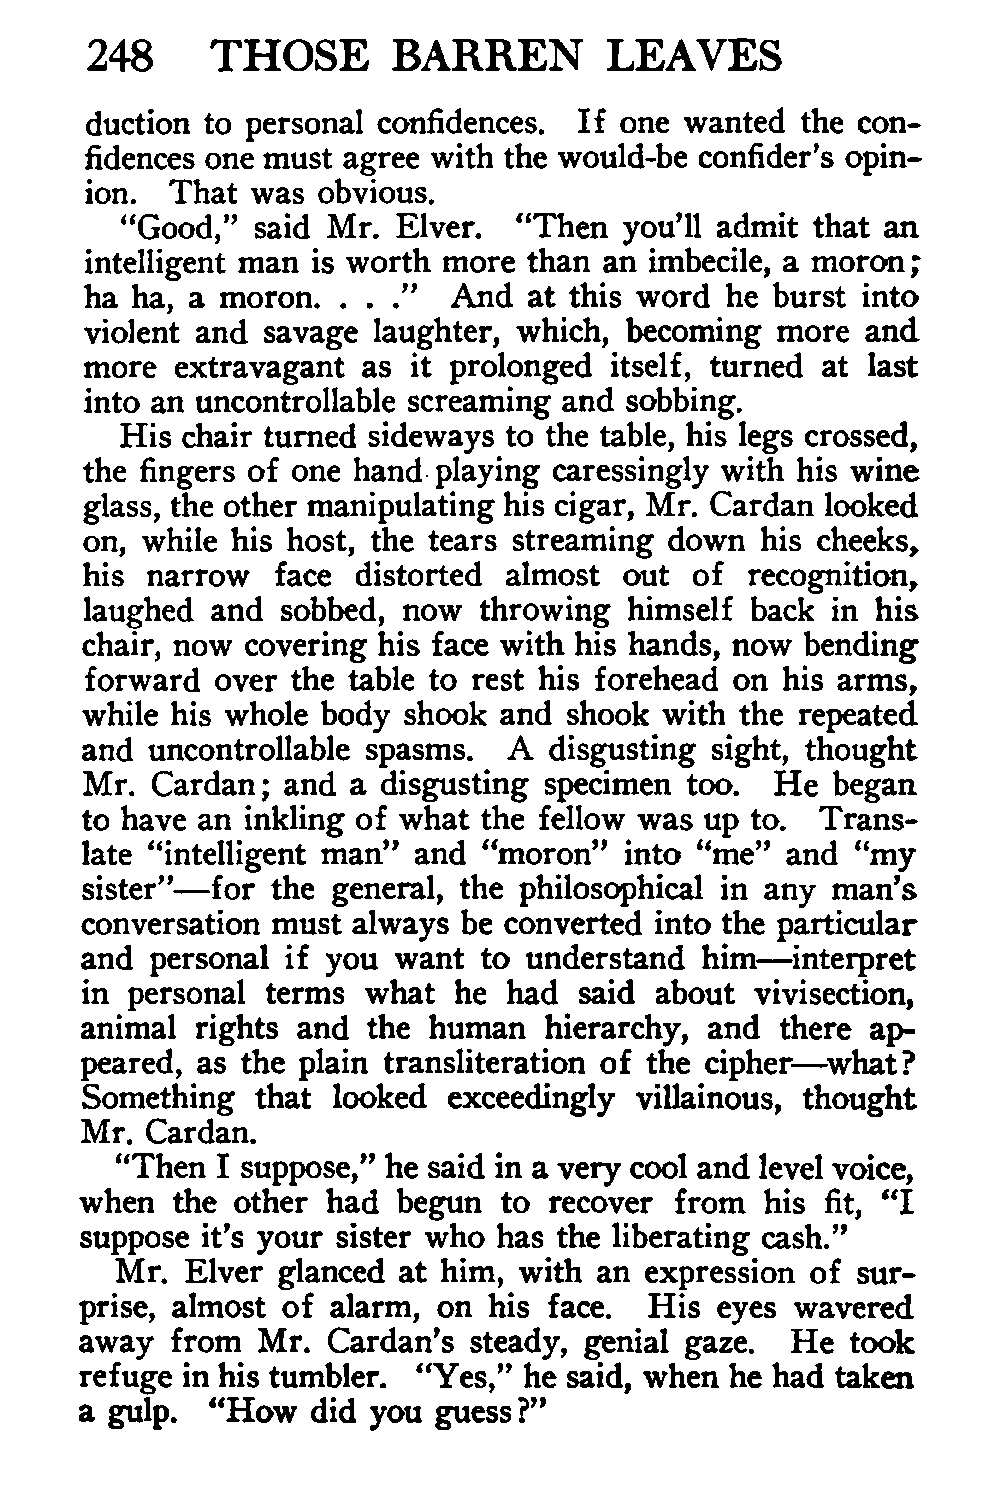 248 THOSE BARREN LEAVES
duction to personal confidences. If one wanted the con-
fidences one must agree with the would-be confider's opin-
ion. That was obvious.
“Good,” said Mr. Elver. “Then you'll admit that an
intelligent man is worth more than an imbecile, a moron;
ha ha, a moron. . . .” And at this word he burst into
violent and savage laughter, which, becoming more and
more extravagant as it prolonged itself, turned at last
into an uncontrollable screaming and sobbing.
His chair turned sideways to the table, his legs crossed,
the fingers of one hand playing caressingly with his wine
glass, the other manipulating his cigar, Mr. Cardan looked
on, while his host, the tears streaming down his cheeks,
his narrow face distorted almost out of recognition,
laughed and sobbed, now throwing himself back in his
chair, now covering his face with his hands, now bending
forward over the table to rest his forehead on his arms,
while his whole body shook and shook with the repeated
and uncontrollable spasms. A disgusting sight, thought
Mr. Cardan; and a disgusting specimen too. He began
to have an inkling of what the fellow was up to. Trans-
late “intelligent man” and “moron” into “me” and “my
sister”—for the general, the philosophical in any man's
conversation must always be converted into the particular
and personal if you want to understand him—interpret
in personal terms what he had said about vivisection,
animal rights and the human hierarchy, and there ap-
peared, as the plain transliteration of the cipher—what?
Something that looked exceedingly villainous, thought
Mr. Cardan.
“Then I suppose,” he said in a very cool and level voice,
when the other had begun to recover from his fit, “I
suppose it's your sister who has the liberating cash.”
Mr. Elver glanced at him, with an expression of sur-
prise, almost of alarm, on his face. His eyes wavered
away from Mr. Cardan's steady, genial gaze. He took
refuge in his tumbler. “Yes,” he said, when he had taken
a gulp. “How did you guess?”